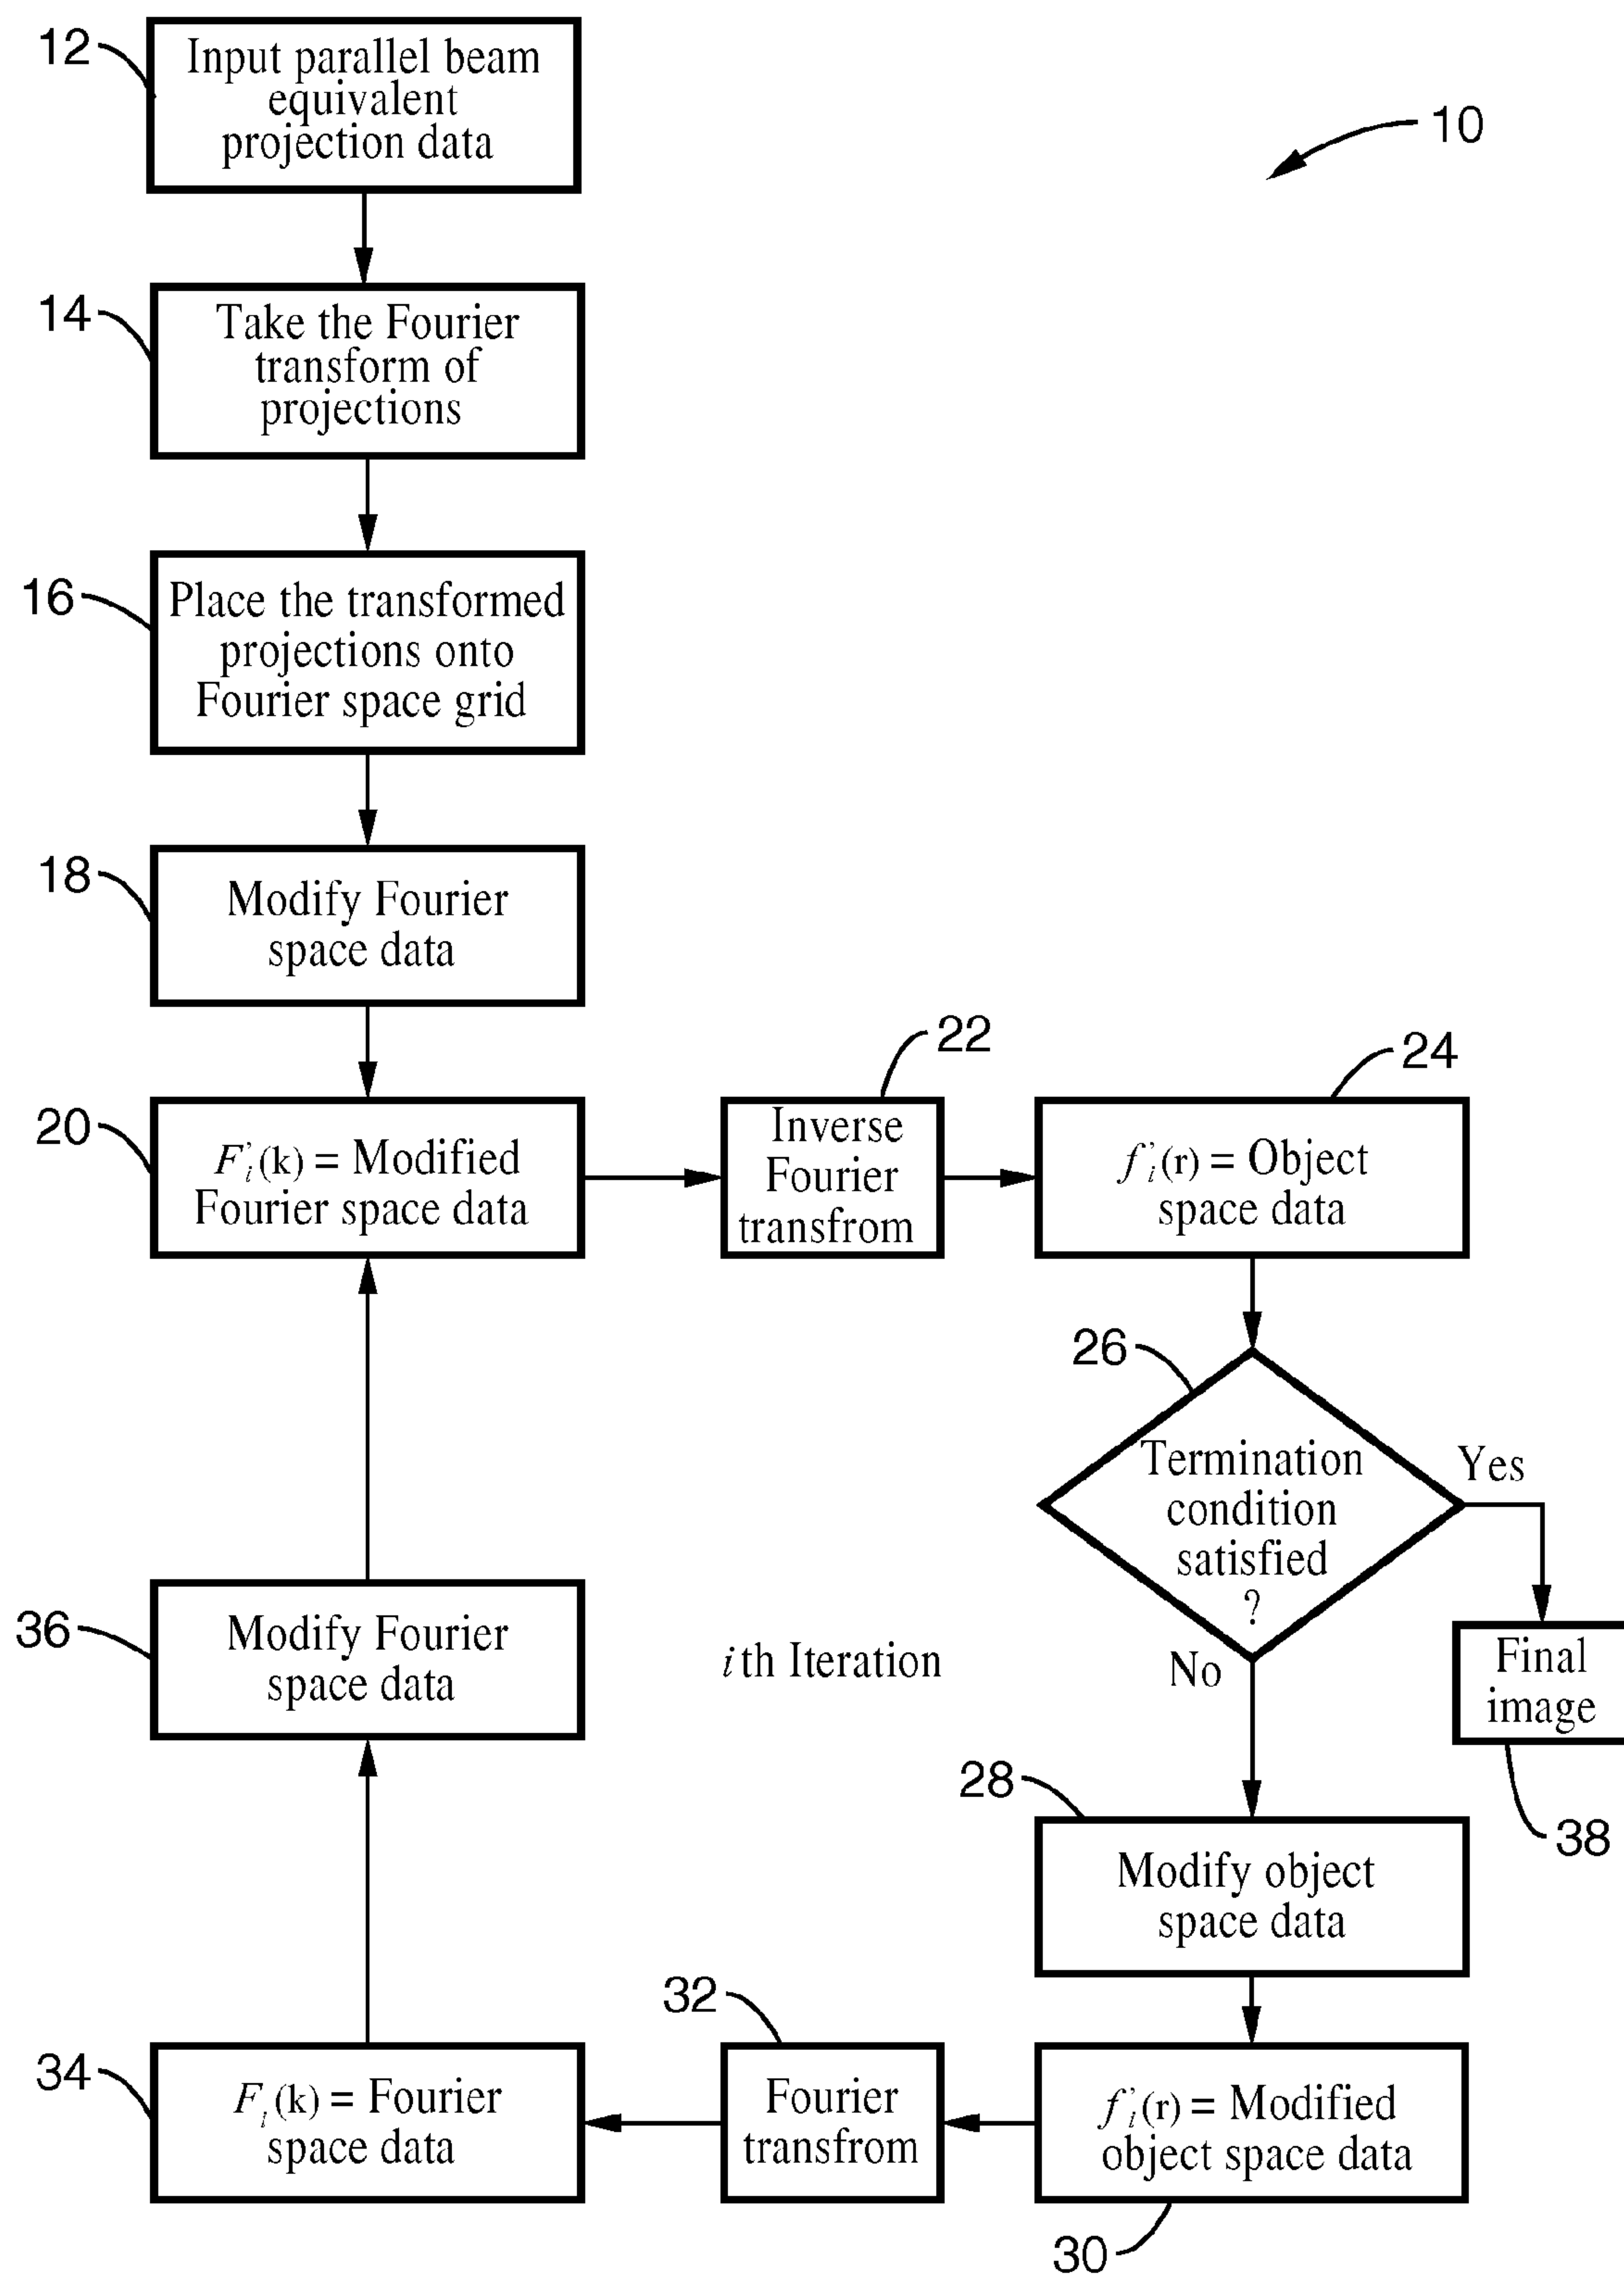 12
Input parallel beam
equivalent
projection data
10
14
Take the Fourier
transform of
projections
16
Place the transformed
projections onto
Fourier space grid
18
Modify Fourier
space data
20
F'i(k) = Modified
Fourier space data
22
Inverse
Fourier
transfrom
24
f'i(r) = Object
space data
26
Termination
condition
satisfied
?
Yes
No
38
Final
image
36
Modify Fourier
space data
ith Iteration
28
Modify object
space data
30
f'i(r) = Modified
object space data
32
Fourier
transfrom
34
Fi(k) = Fourier
space data